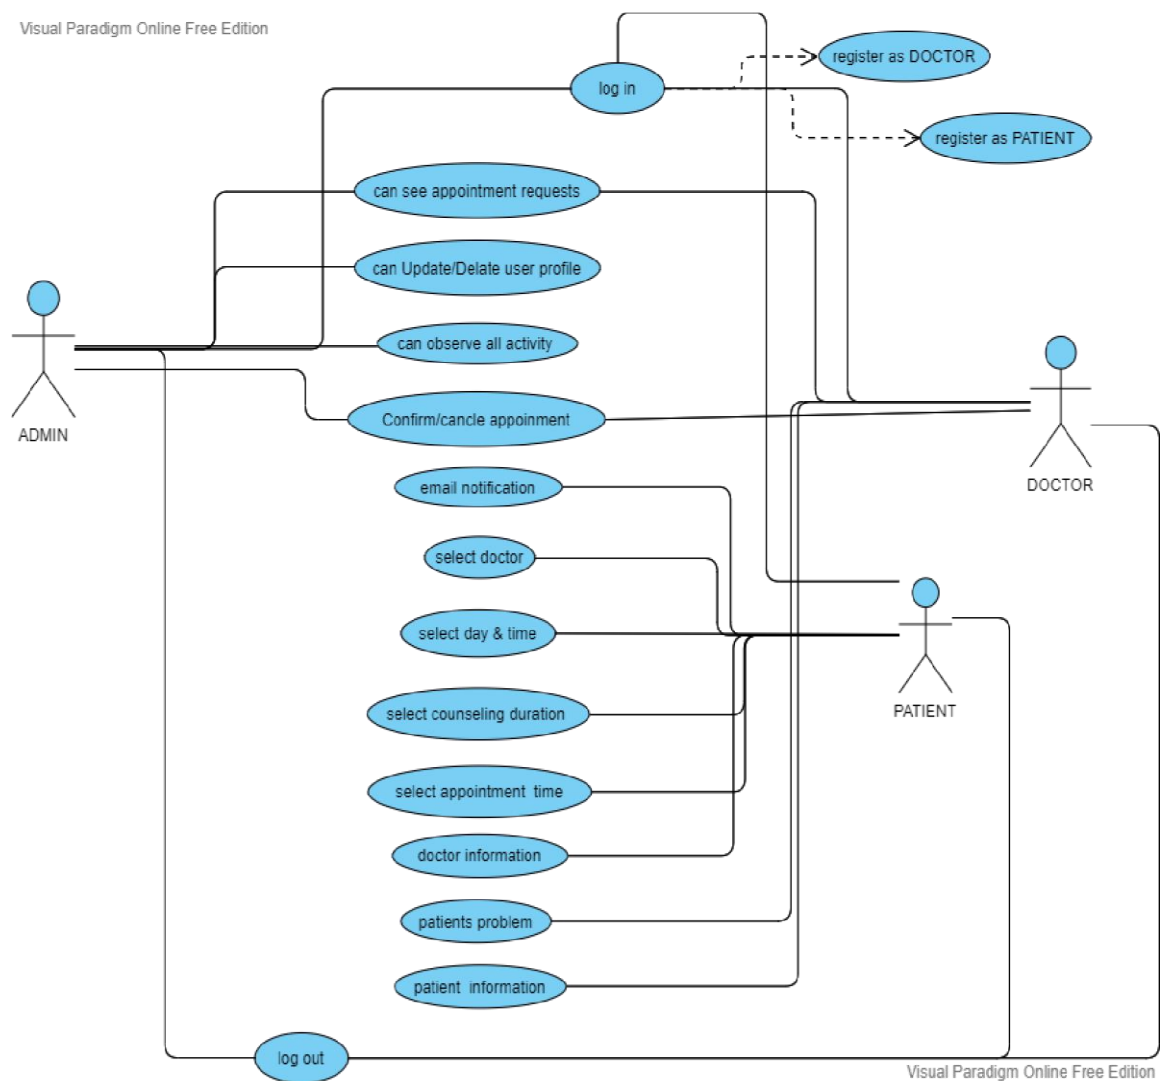 Visual Paradigm Online Free Edition
register as DOCTOR
log in
register as PATIENT
can see appointment requests
can Update/Delate user profile
can observe all activity
Confirm/cancle appoinment
ADMIN
DOCTOR
email notification
select doctor
select day & time
select counseling duration
PATIENT
select appointment time
doctor information
patients problem
patient information
log out
Visual Paradigm Online Free Edition